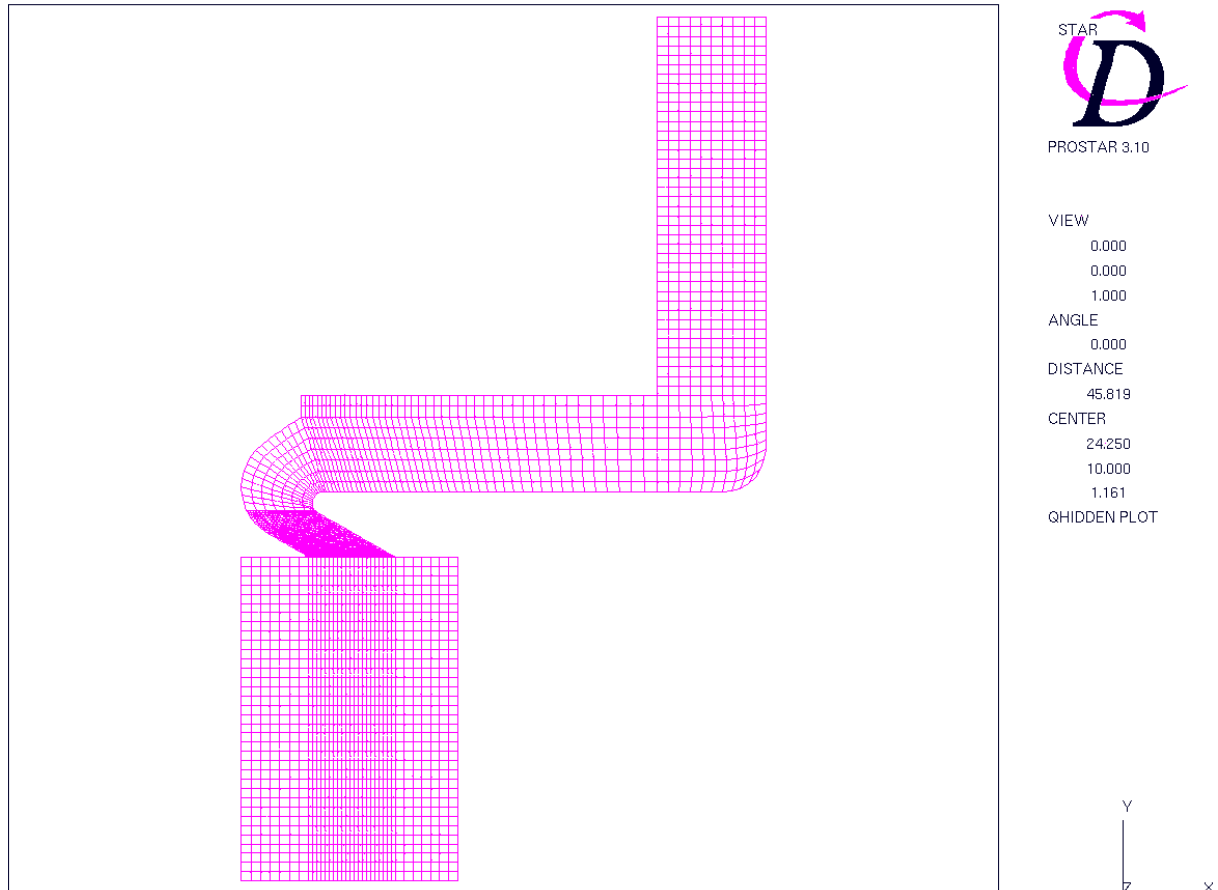 STAR
D
PROSTAR 3.10
VIEW
0.000
0.000
1.000
ANGLE
0.000
DISTANCE
45.819
CENTER
24.250
10.000
1.161
QHIDDEN PLOT
Y
Z X